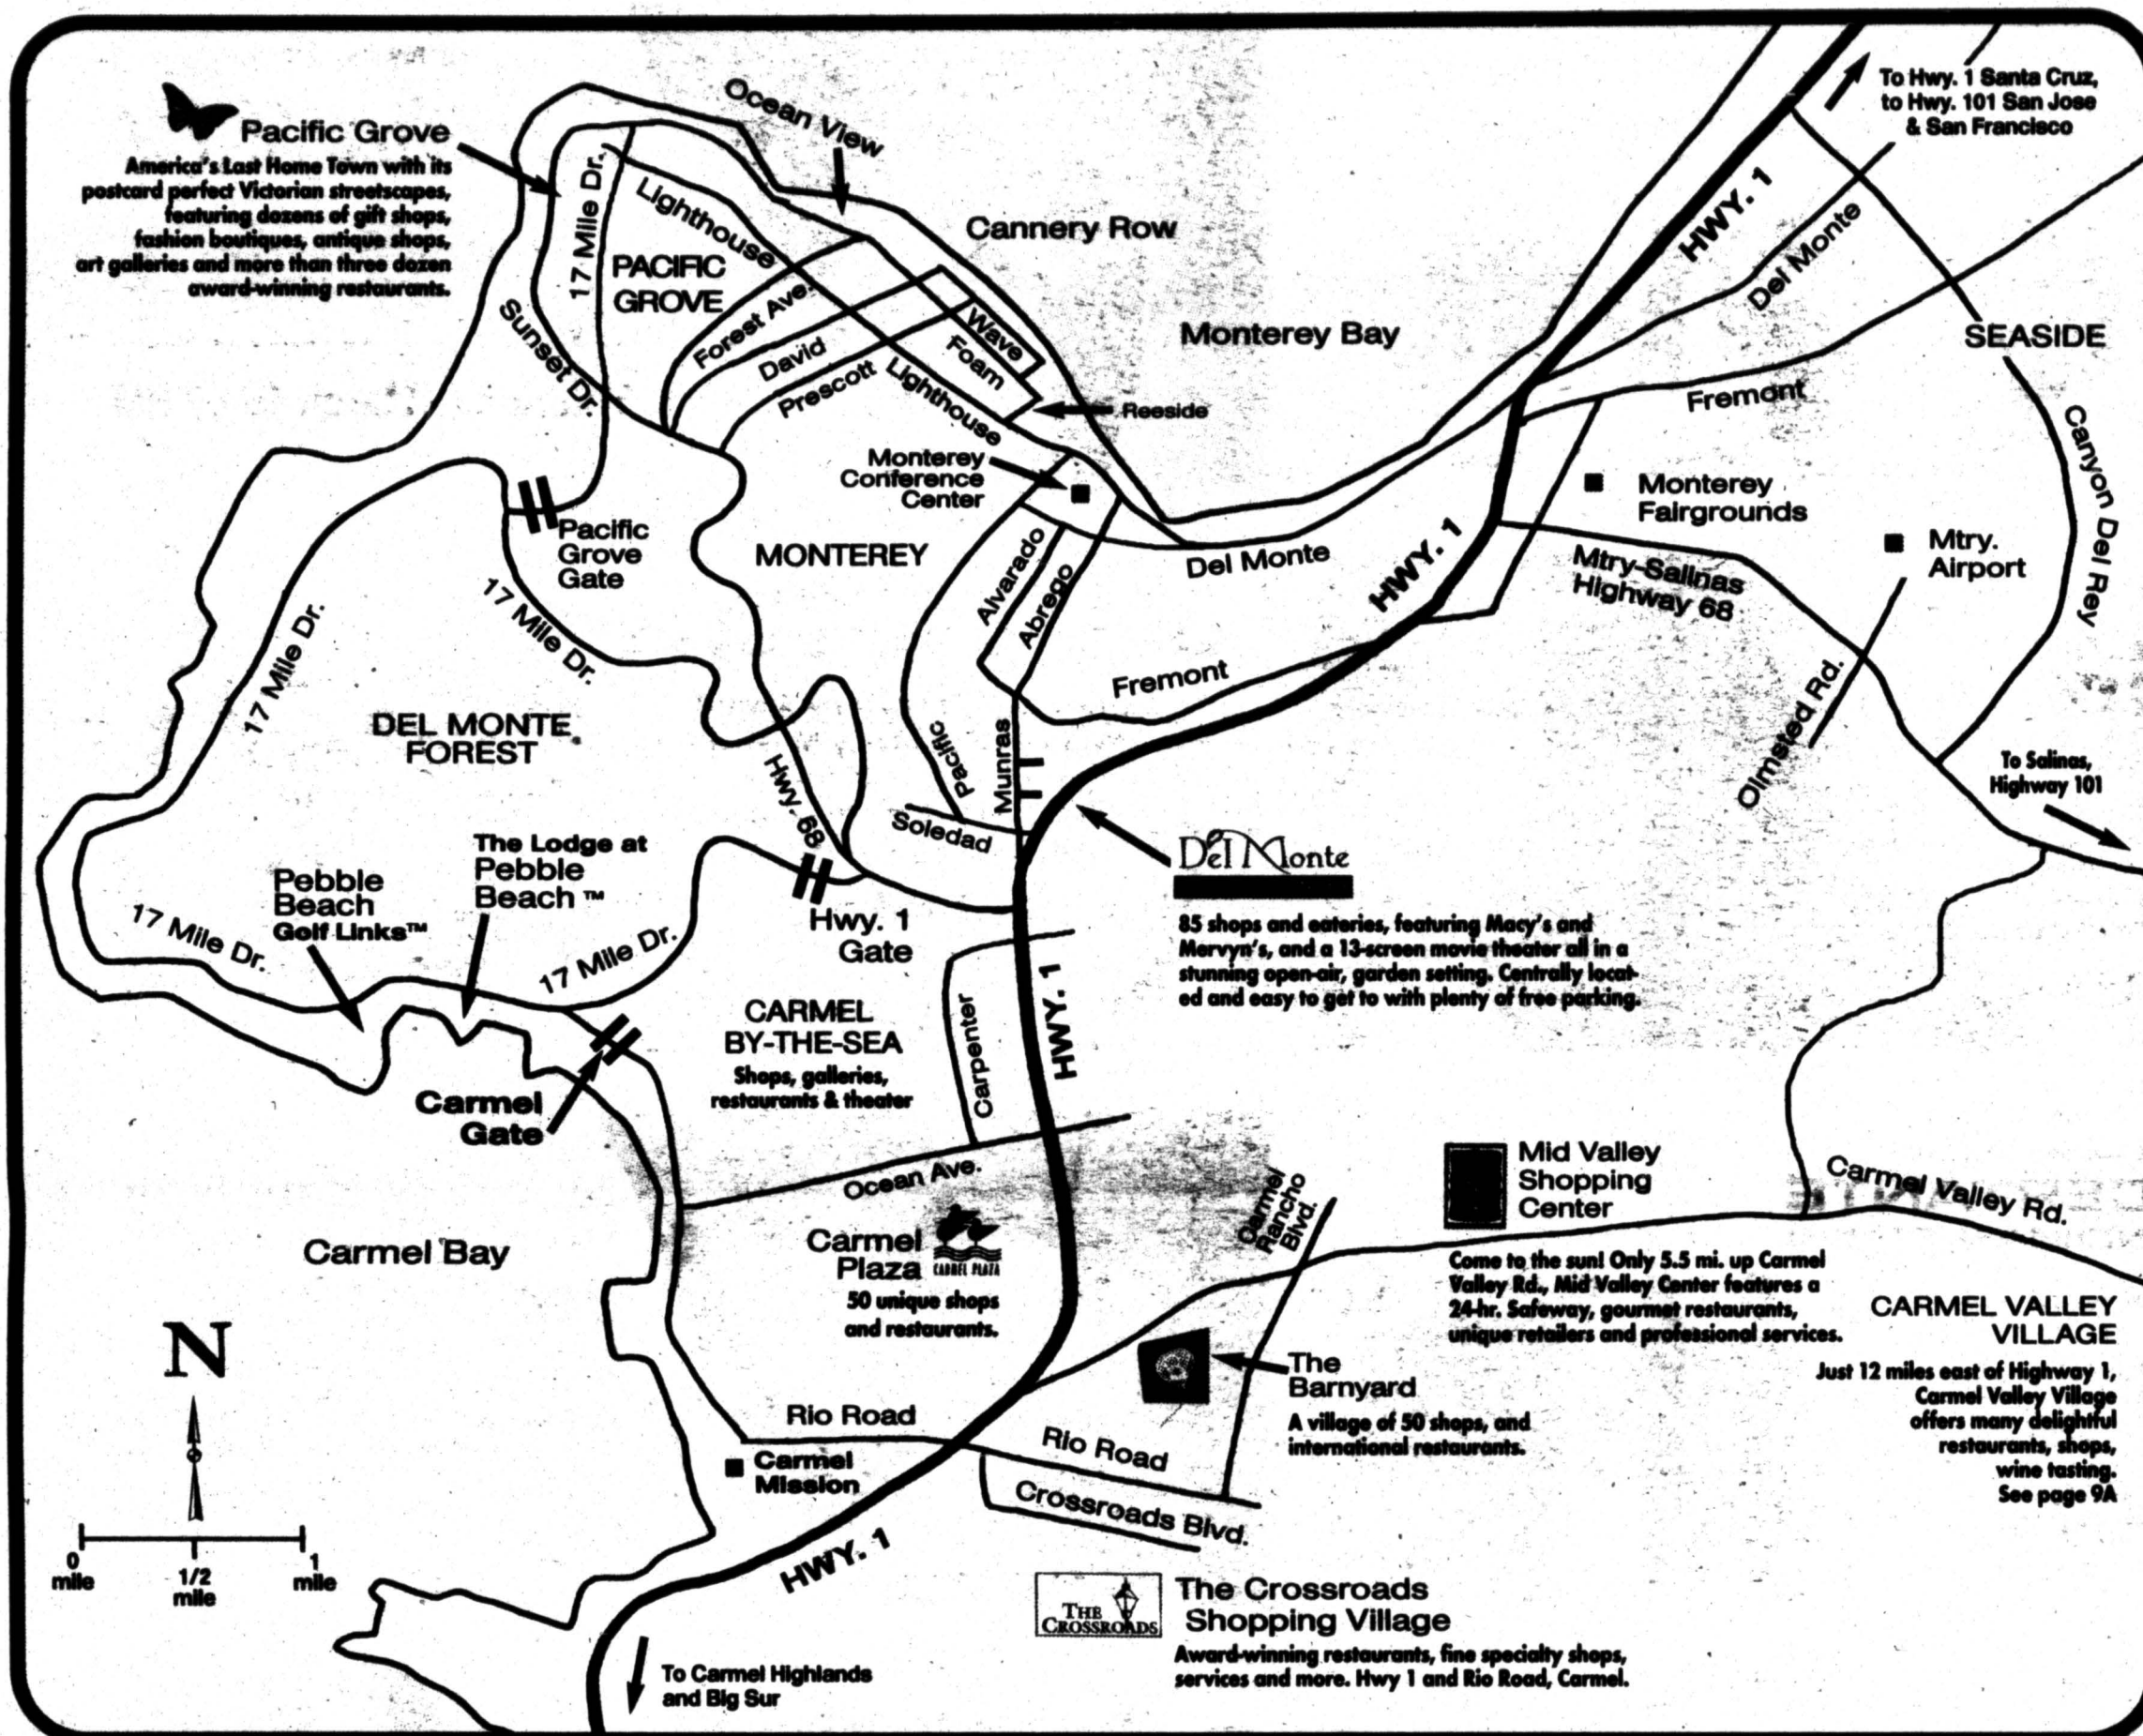 Pacific Grove
America's Last Home Town with its
postcard perfect Victorian streetscapes,
featuring dozens of gift shops,
fashion boutiques, antique shops,
art galleries and more than three dozen
award-winning restaurants.
Ocean View
Cannery Row
Monterey Bay
To Hwy. 1 Santa Cruz,
to Hwy. 101 San Jose
& San Francisco
HWY. 1
Del Monte
SEASIDE
Fremont
Canyon Del Rey
17 Mile Dr.
Lighthouse
PACIFIC
GROVE
Sunset Dr.
Forest Ave.
David
Prescott
Lighthouse
Wave
Foam
Reeside
Monterey
Conference
Center
Monterey
Fairgrounds
Mtry.
Airport
Pacific
Grove
Gate
MONTEREY
Alvarado
Abrego
Del Monte
HWY. 1
Mtry-Salinas
Highway 68
17 Mile Dr.
17 Mile Dr.
Fremont
Olmsted Rd.
DEL MONTE
FOREST
Hwy. 68
Pacific
Munras
Soledad
To Salinas,
Highway 101
Del Monte
85 shops and eateries, featuring Macy's and
Mervyn's, and a 13-screen movie theater all in a
stunning open-air, garden setting. Centrally locat-
ed and easy to get to with plenty of free parking.
The Lodge at
Pebble
Beach ™
Pebble
Beach
Golf Links™
17 Mile Dr.
17 Mile Dr.
Hwy. 1
Gate
CARMEL
BY-THE-SEA
Shops, galleries,
restaurants & theater
Carpenter
HWY. 1
Carmel
Gate
Ocean Ave.
Carmel Bay
Carmel
Plaza
CARMEL PLAZA
50 unique shops
and restaurants.
Carmel
Rancho
Blvd.
Mid Valley
Shopping
Center
Carmel Valley Rd.
Come to the sun! Only 5.5 mi. up Carmel
Valley Rd., Mid Valley Center features a
24-hr. Safeway, gourmet restaurants,
unique retailers and professional services.
CARMEL VALLEY
VILLAGE
Just 12 miles east of Highway 1,
Carmel Valley Village
offers many delightful
restaurants, shops,
wine tasting.
See page 9A
The
Barnyard
A village of 50 shops, and
international restaurants.
N
Rio Road
Rio Road
Carmel
Mission
Crossroads Blvd.
HWY. 1
0
mile
1/2
mile
1
mile
THE
CROSSROADS
The Crossroads
Shopping Village
Award-winning restaurants, fine specialty shops,
services and more. Hwy 1 and Rio Road, Carmel.
To Carmel Highlands
and Big Sur